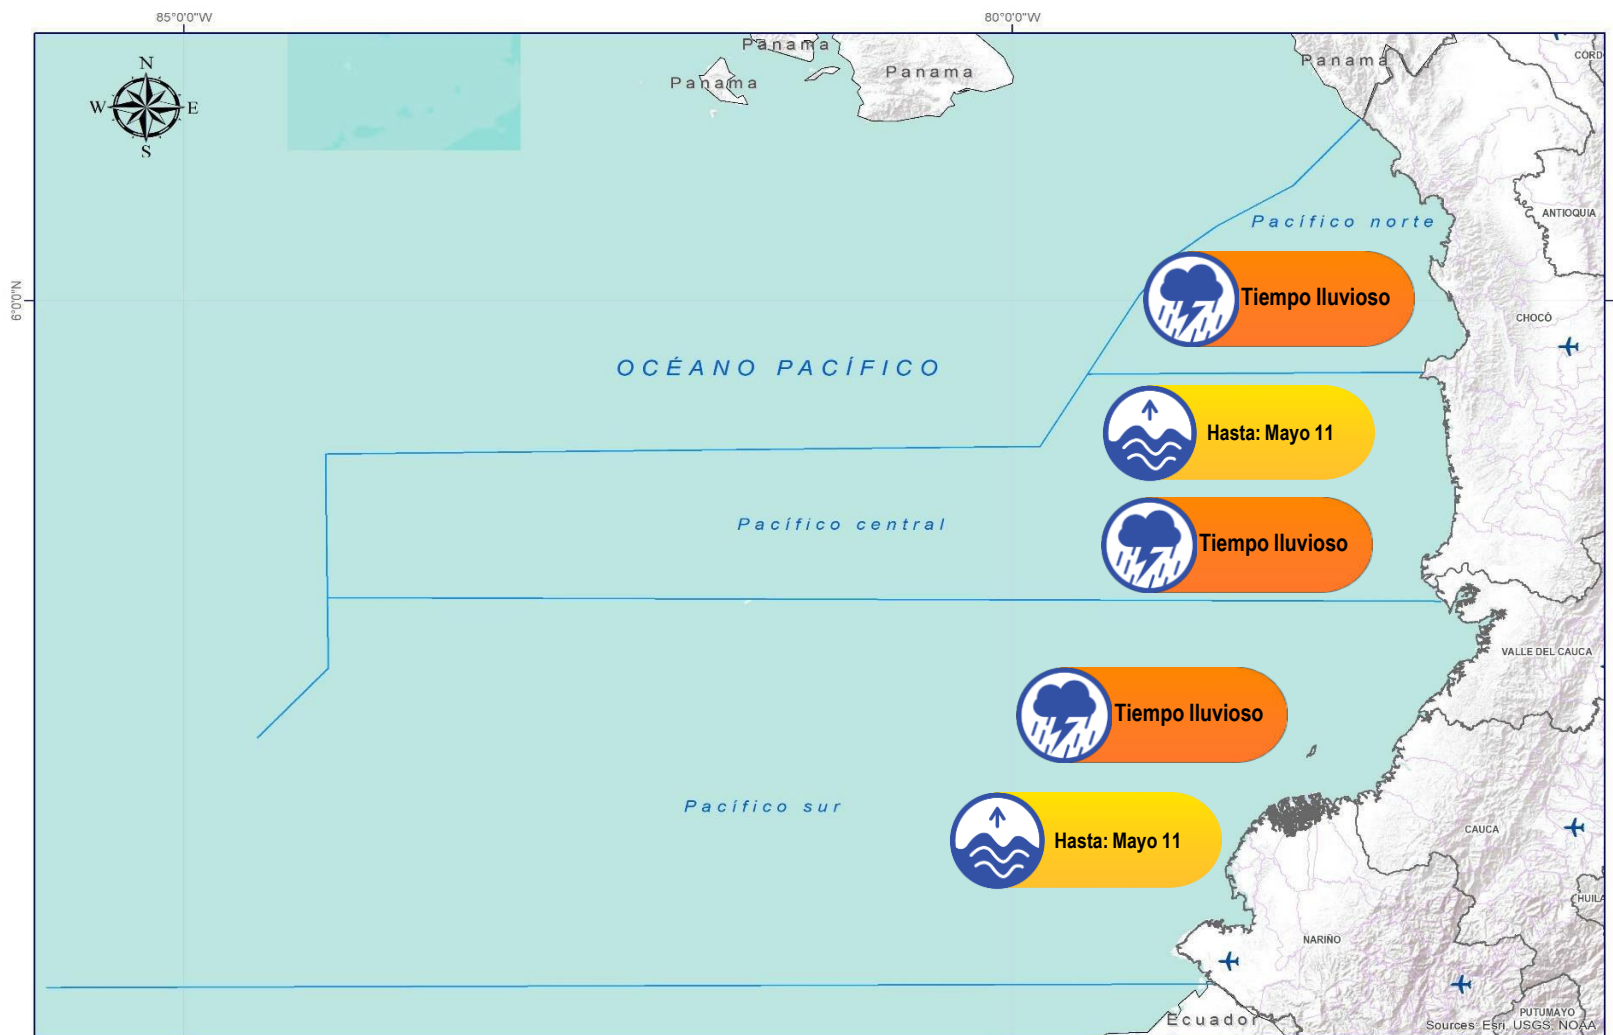 85°0'0"W
80°0'0"W
N
W
E
S
Panama
Panama
Panama
Panama
CÓRD
ANTIOQUIA
Pacífico norte
6°0'0"N
Tiempo lluvioso
CHOCÓ
OCÉANO PACÍFICO
Hasta: Mayo 11
Pacífico central
Tiempo lluvioso
VALLE DEL CAUCA
Tiempo lluvioso
Pacífico sur
CAUCA
Hasta: Mayo 11
HUILA
NARIÑO
PUTUMAYO
Ecuador
Sources: Esri, USGS, NOAA